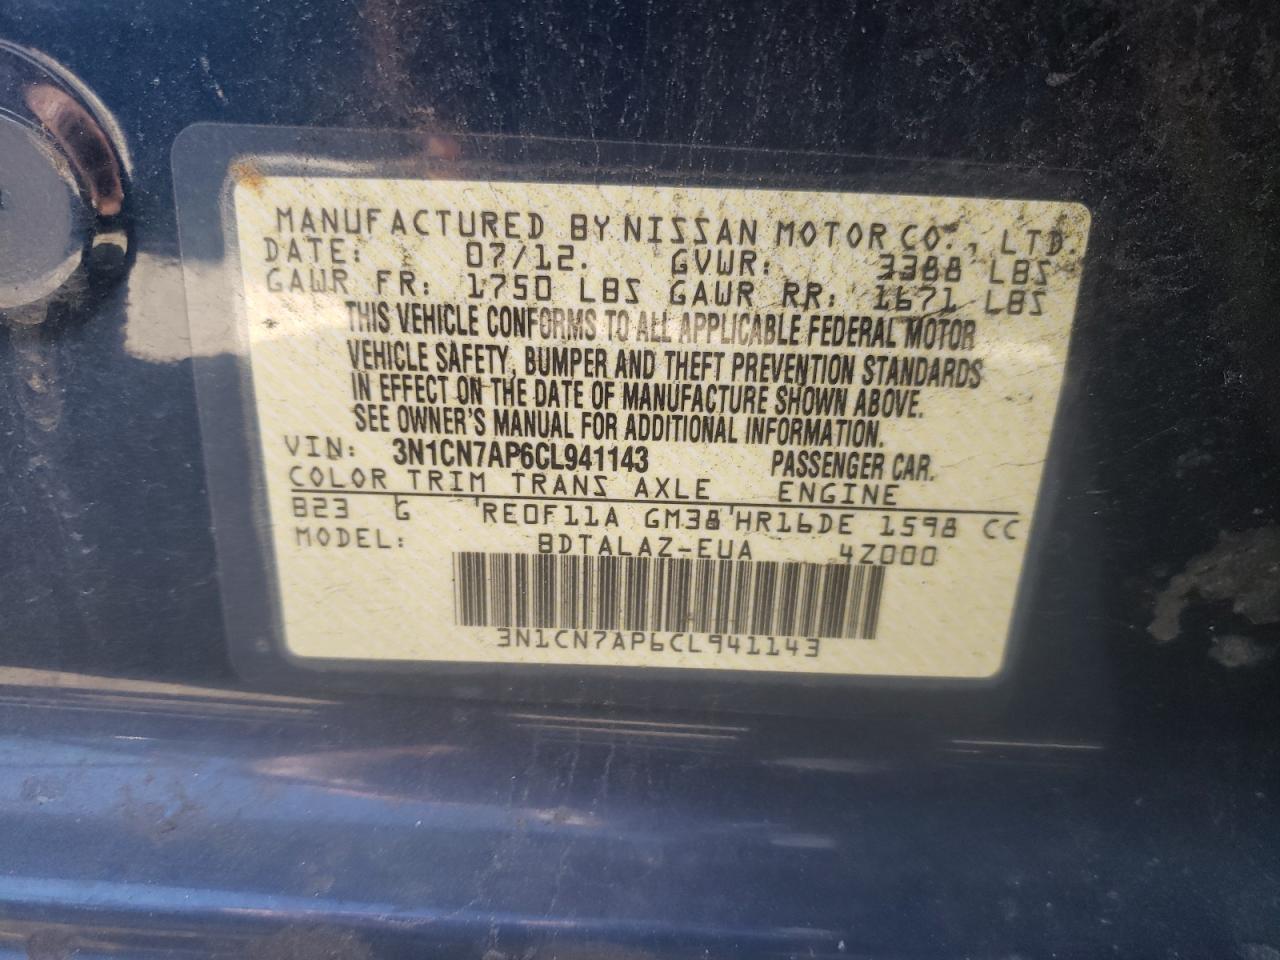 MANUFACTURED BY NISSAN MOTOR CO., LTD.
DATE: 07/12. GVWR: 3388 LBS
GAWR FR: 1750 LBS GAWR RR: 1671 LBS
THIS VEHICLE CONFORMS TO ALL APPLICABLE FEDERAL MOTOR
VEHICLE SAFETY, BUMPER AND THEFT PREVENTION STANDARDS
IN EFFECT ON THE DATE OF MANUFACTURE SHOWN ABOVE.
SEE OWNER'S MANUAL FOR ADDITIONAL INFORMATION.
VIN: 3N1CN7AP6CL941143 PASSENGER CAR.
COLOR TRIM TRANS AXLE ENGINE
B23 G RE0F11A GM38 HR16DE 1598 CC
MODEL: BDTALAZ-EUA 4Z000
3N1CN7AP6CL941143